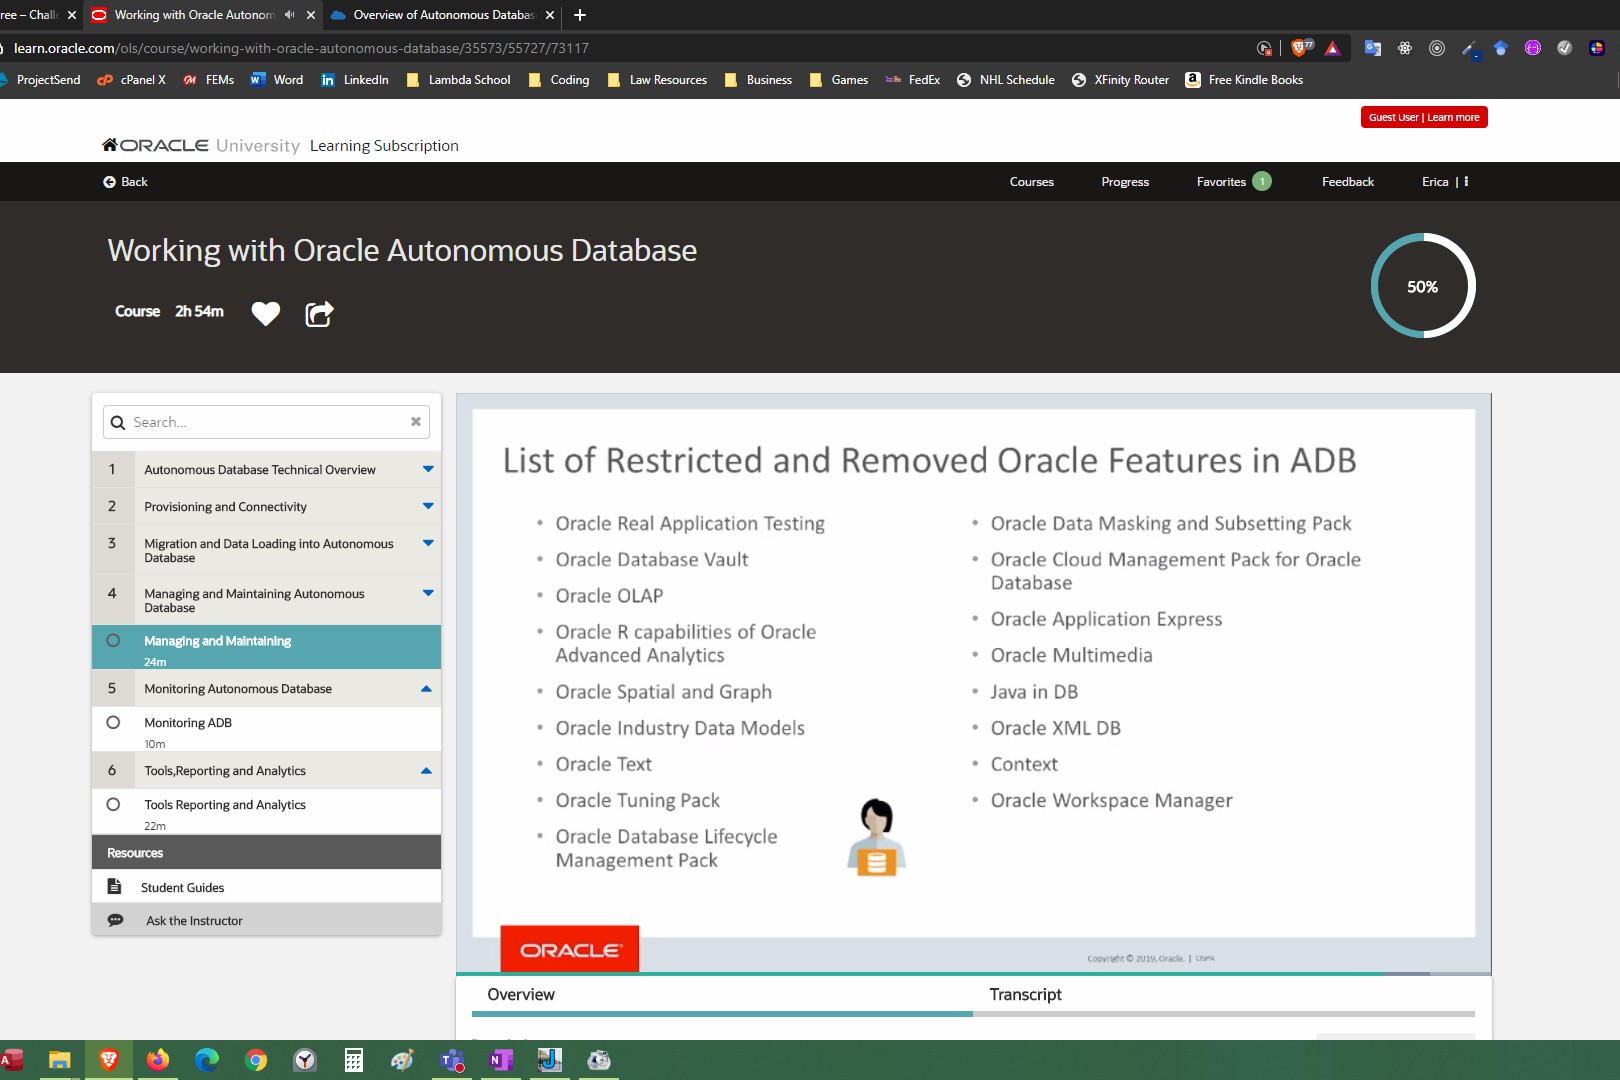 ree – Chall
Working with Oracle Autonom
Overview of Autonomous Databas
learn.oracle.com/ols/course/working-with-oracle-autonomous-database/35573/55727/73117
77
ProjectSend
cPanel X
FEMs
Word
LinkedIn
Lambda School
Coding
Law Resources
Business
Games
FedEx
NHL Schedule
XFinity Router
Free Kindle Books
Guest User | Learn more
ORACLE University Learning Subscription
Back
Courses
Progress
Favorites 1
Feedback
Erica |
Working with Oracle Autonomous Database
Course 2h 54m
50%
Search...
1 Autonomous Database Technical Overview
2 Provisioning and Connectivity
3 Migration and Data Loading into Autonomous
Database
4 Managing and Maintaining Autonomous
Database
Managing and Maintaining
24m
5 Monitoring Autonomous Database
Monitoring ADB
10m
6 Tools,Reporting and Analytics
Tools Reporting and Analytics
22m
Resources
Student Guides
Ask the Instructor
List of Restricted and Removed Oracle Features in ADB
• Oracle Real Application Testing
• Oracle Database Vault
• Oracle OLAP
• Oracle R capabilities of Oracle
Advanced Analytics
• Oracle Spatial and Graph
• Oracle Industry Data Models
• Oracle Text
• Oracle Tuning Pack
• Oracle Database Lifecycle
Management Pack
• Oracle Data Masking and Subsetting Pack
• Oracle Cloud Management Pack for Oracle
Database
• Oracle Application Express
• Oracle Multimedia
• Java in DB
• Oracle XML DB
• Context
• Oracle Workspace Manager
ORACLE
Copyright © 2019, Oracle. |
Overview
Transcript